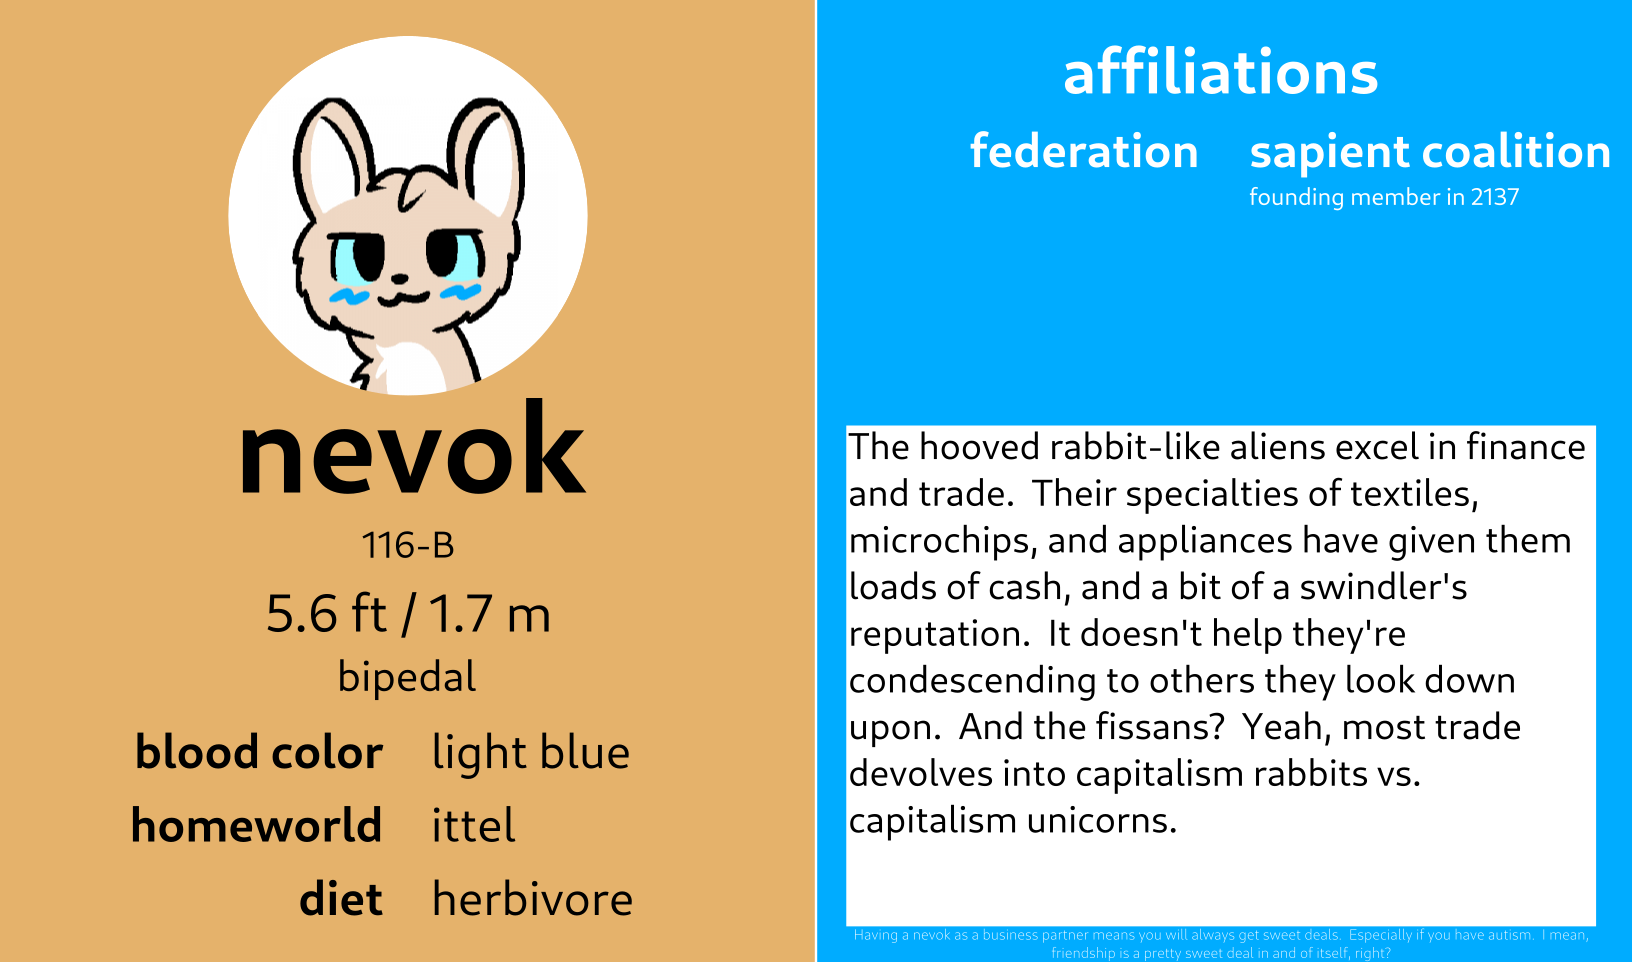 nevok
116-B
5.6 ft / 1.7 m
bipedal
blood color light blue
homeworld ittel
diet herbivore
affiliations
federation sapient coalition
founding member in 2137
The hooved rabbit-like aliens excel in finance
and trade.  Their specialties of textiles,
microchips, and appliances have given them
loads of cash, and a bit of a swindler's
reputation.  It doesn't help they're
condescending to others they look down
upon.  And the fissans?  Yeah, most trade
devolves into capitalism rabbits vs.
capitalism unicorns.
Having a nevok as a business partner means you will always get sweet deals.  Especially if you have autism.  I mean,
friendship is a pretty sweet deal in and of itself, right?